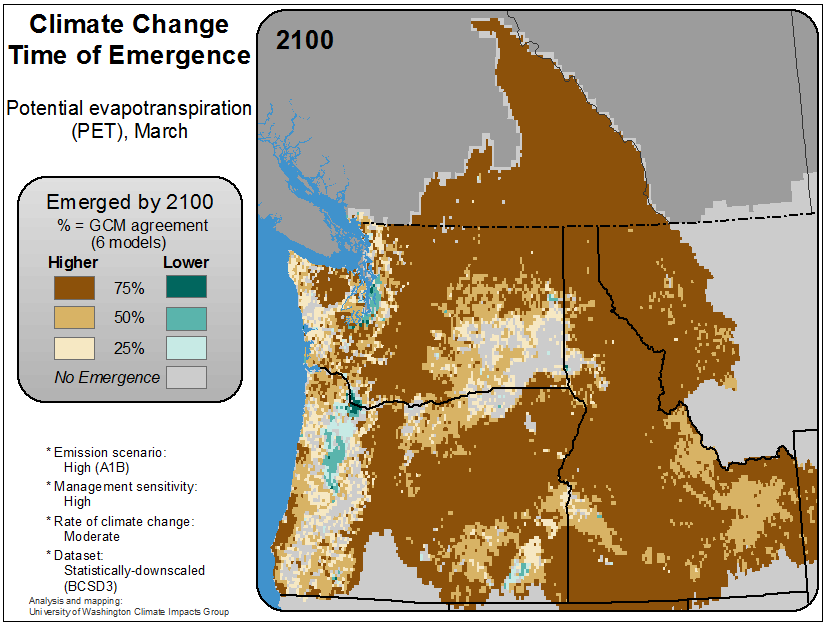 Climate Change
Time of Emergence
Potential evapotranspiration
(PET), March
Emerged by 2100
% = GCM agreement
(6 models)
Higher Lower
75%
50%
25%
No Emergence
* Emission scenario:
High (A1B)
* Management sensitivity:
High
* Rate of climate change:
Moderate
* Dataset:
Statistically-downscaled
(BCSD3)
Analysis and mapping:
University of Washington Climate Impacts Group
2100